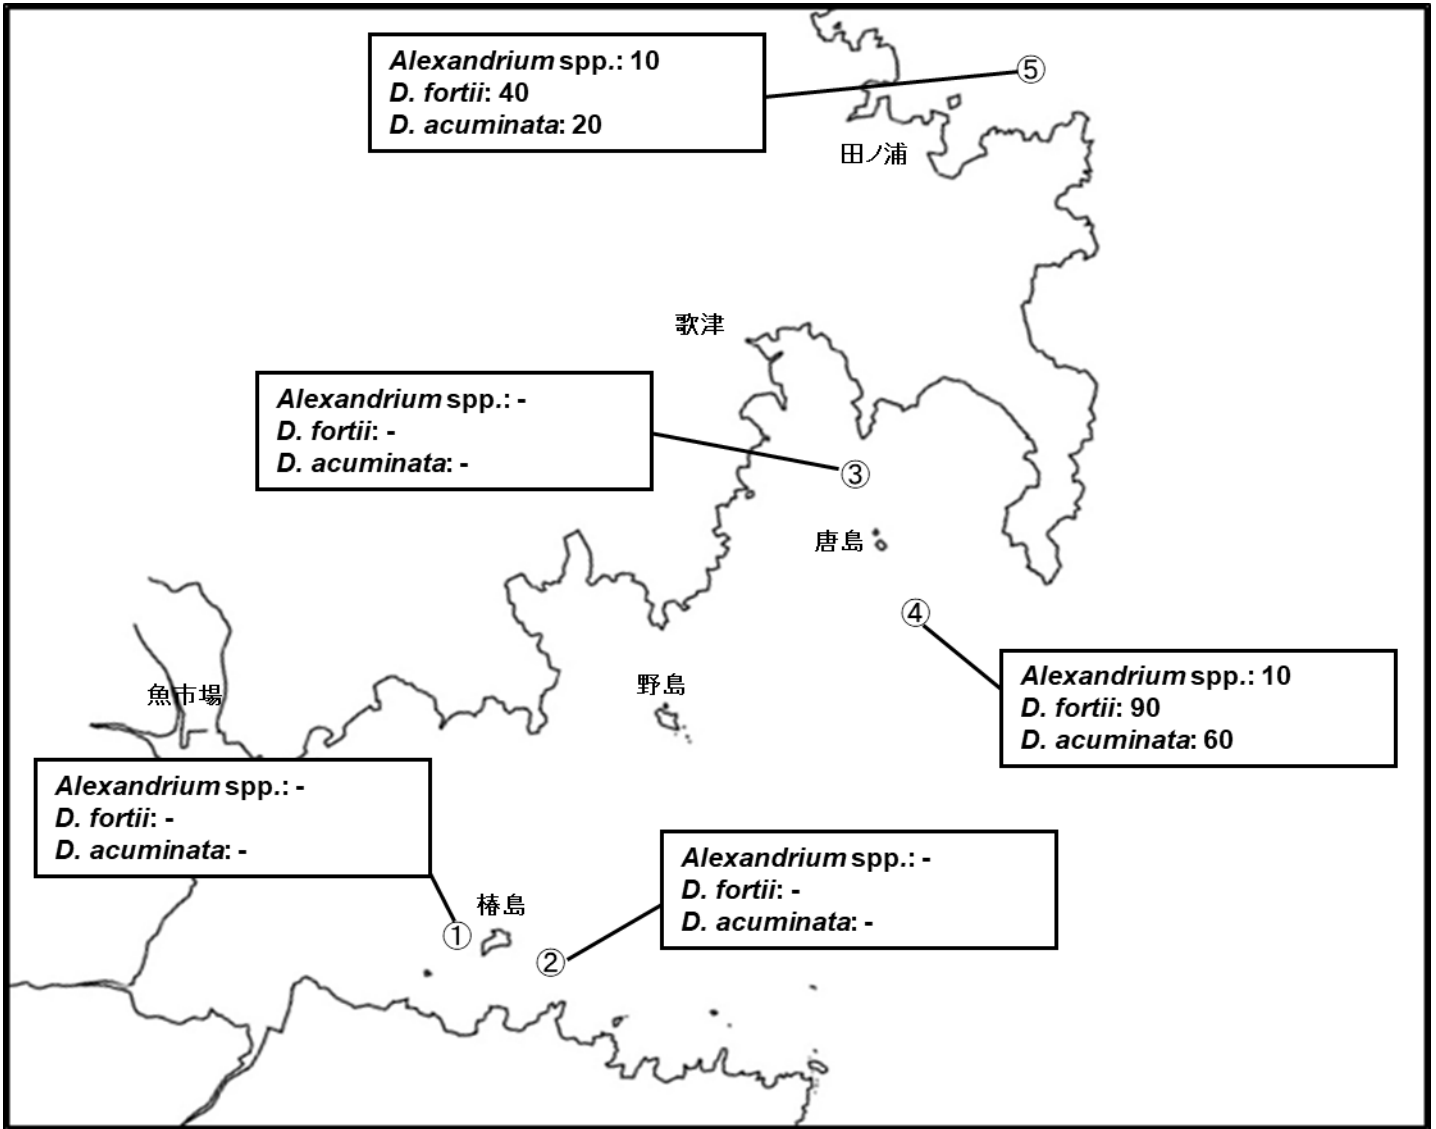 Alexandrium spp.: 10
D. fortii: 40
D. acuminata: 20
⑤
田ノ浦
歌津
Alexandrium spp.: -
D. fortii: -
D. acuminata: -
③
唐島
④
Alexandrium spp.: 10
D. fortii: 90
D. acuminata: 60
野島
魚市場
Alexandrium spp.: -
D. fortii: -
D. acuminata: -
椿島
①
②
Alexandrium spp.: -
D. fortii: -
D. acuminata: -